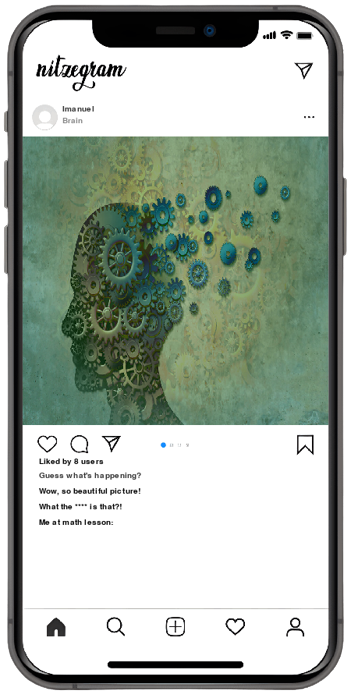 nitzegram
Imanuel
Brain
Liked by 8 users
Guess what's happening?
Wow, so beautiful picture!
What the **** is that?!
Me at math lesson: